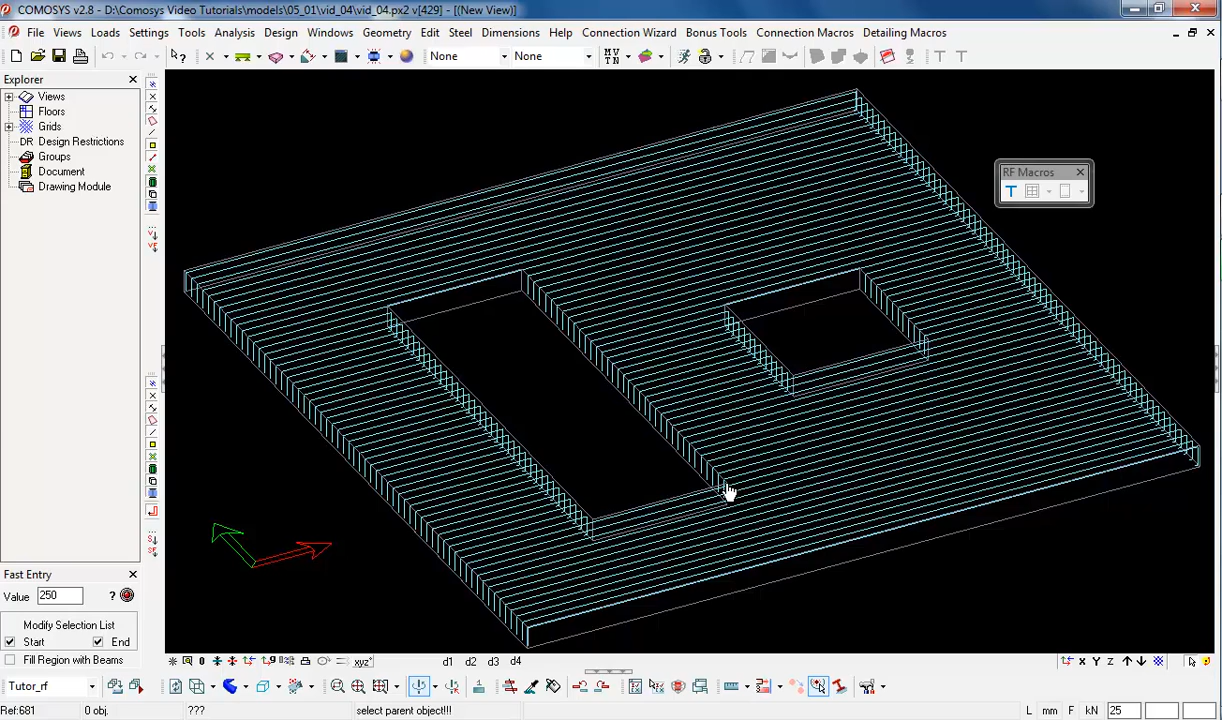 COMOSYS v2.8 - D:\Comosys Video Tutorials\models\05_01\vid_04\vid_04.px2 v[429] - [(New View)]
File Views Loads Settings Tools Analysis Design Windows Geometry Edit Steel Dimensions Help Connection Wizard Bonus Tools Connection Macros Detailing Macros
None None MV TN
Explorer
Views
Floors
Grids
DR Design Restrictions
Groups
Document
Drawing Module
RF Macros
Fast Entry
Value 250 ?
Modify Selection List
Start End
Fill Region with Beams
xyz d1 d2 d3 d4 X Y Z
Tutor_rf
Ref:681 0 obj. ??? select parent object!!! L mm F kN 25